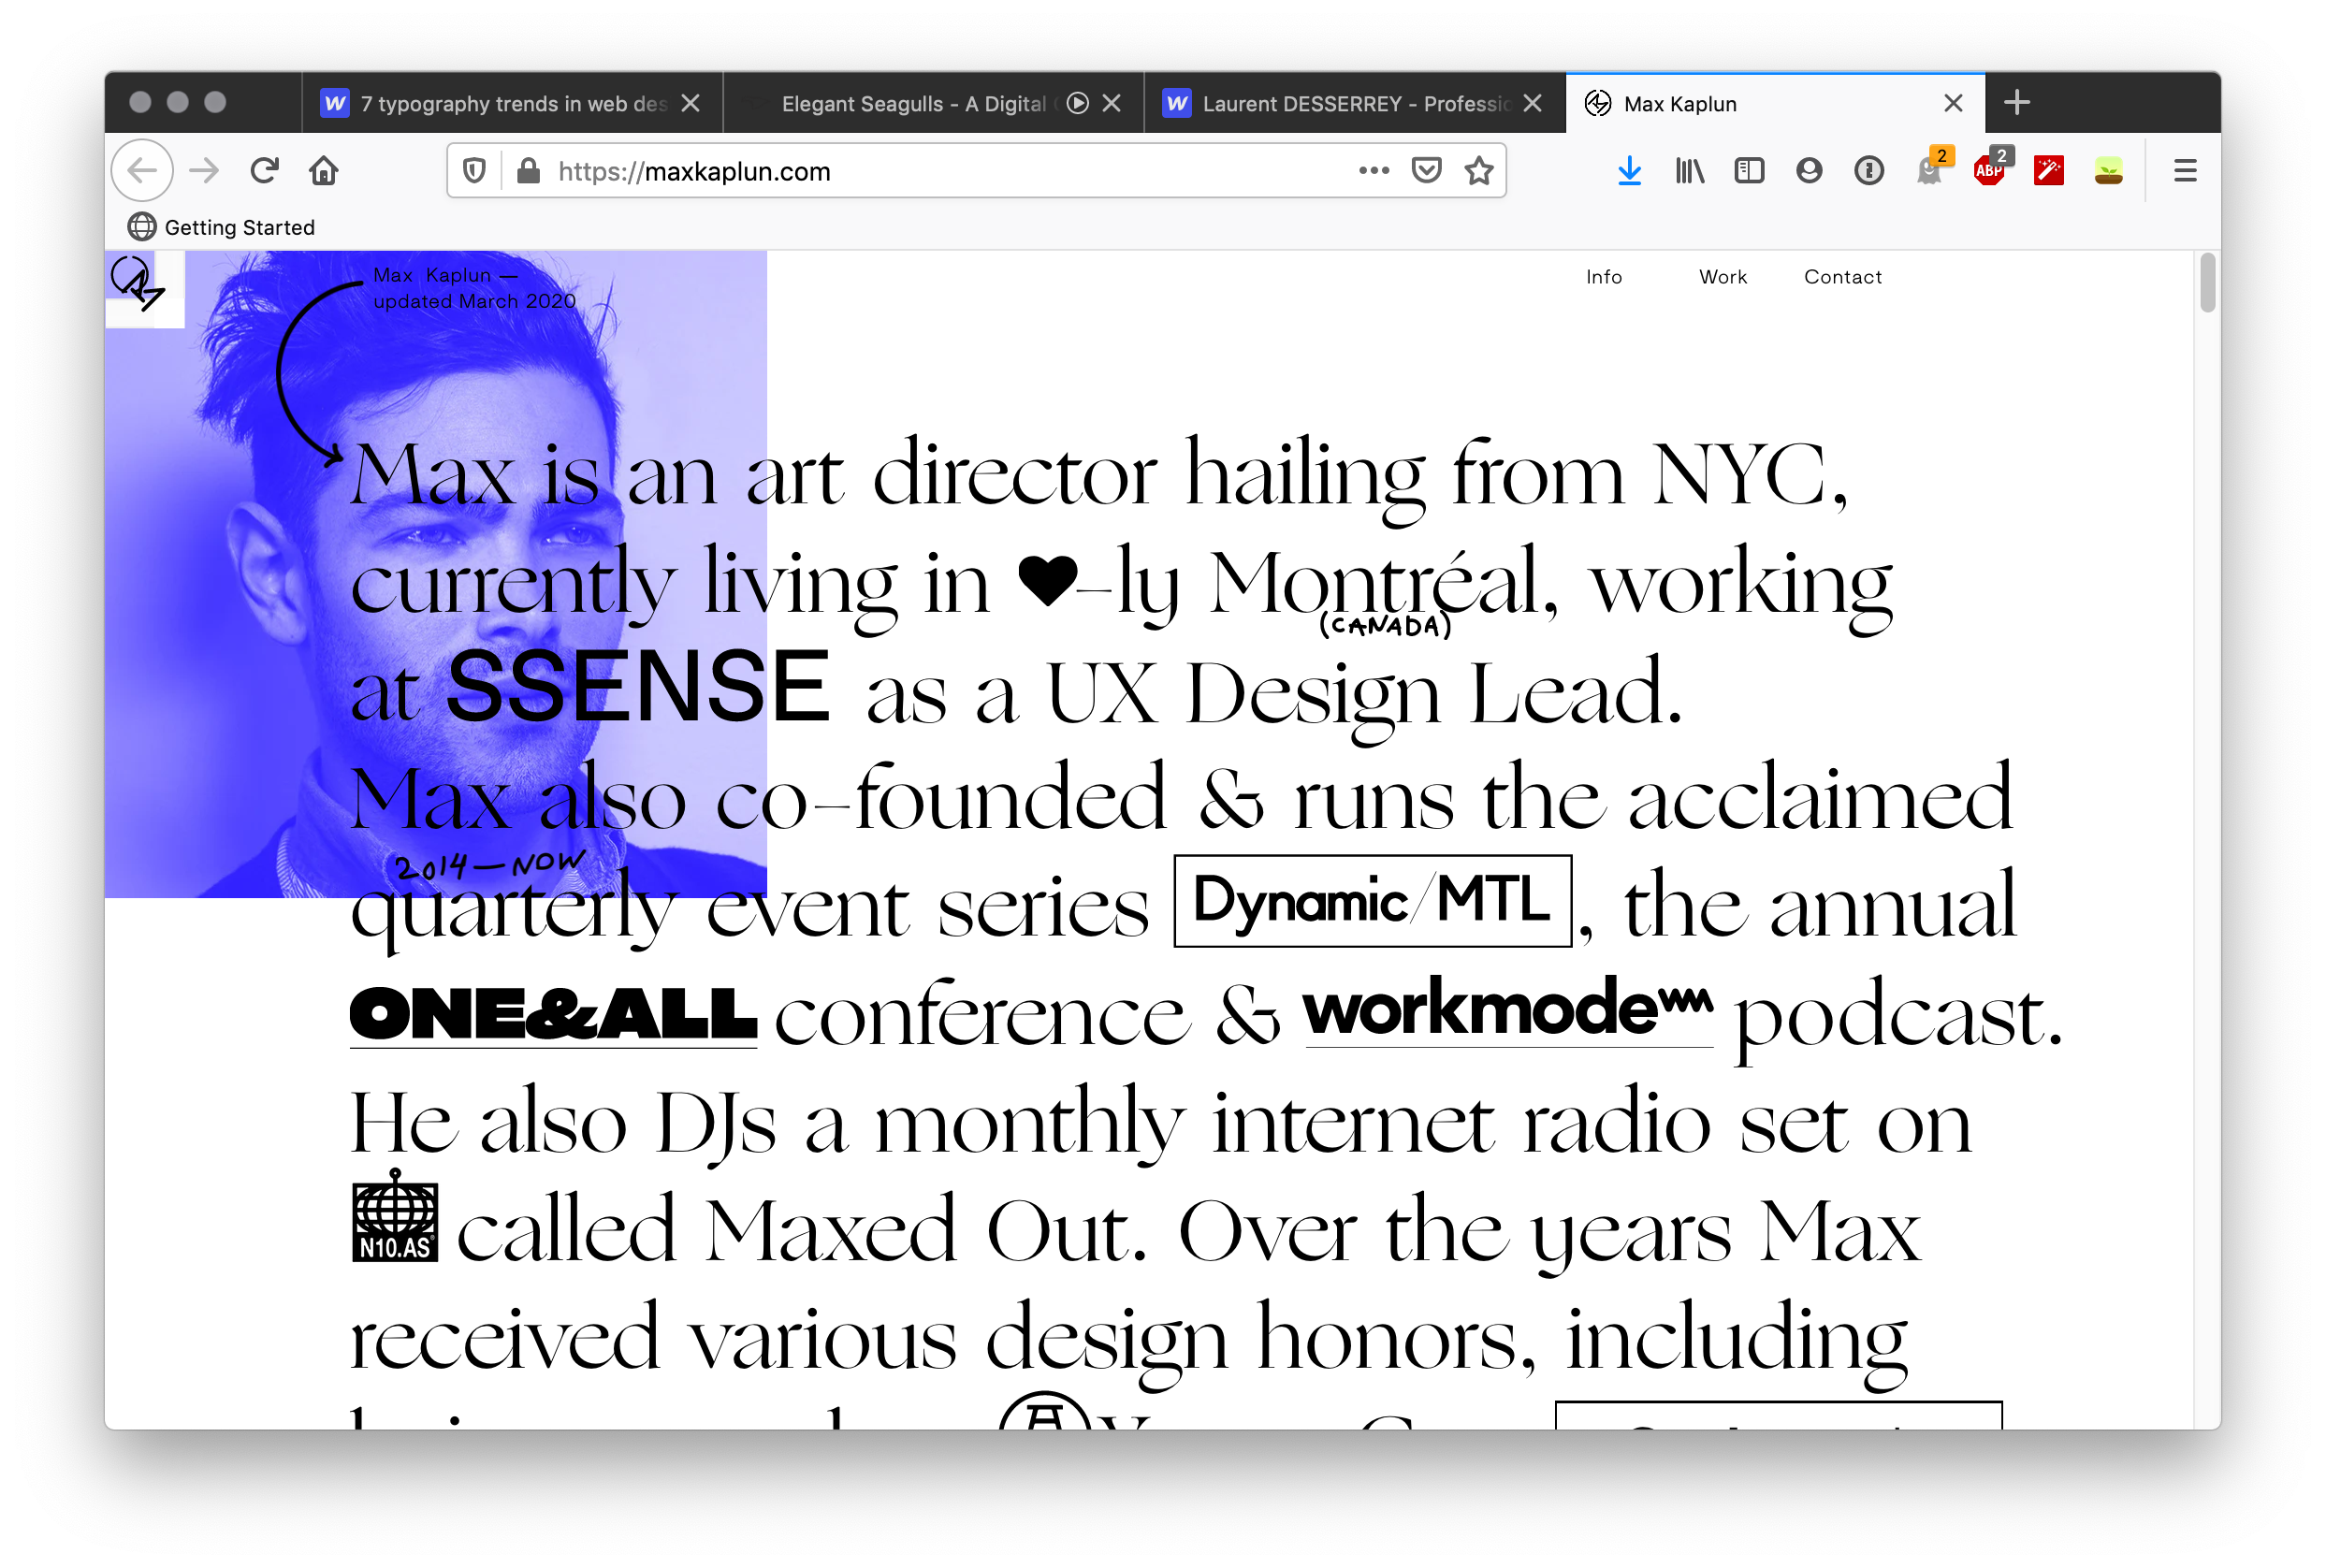 7 typography trends in web des
Elegant Seagulls - A Digital
Laurent DESSERREY - Professio
Max Kaplun
https://maxkaplun.com
2
ABP
2
Getting Started
Max Kaplun —
updated March 2020
Info
Work
Contact
Max is an art director hailing from NYC,
currently living in ♥-ly Montréal, working
(CANADA)
at SSENSE as a UX Design Lead.
Max also co-founded & runs the acclaimed
2014—NOW
quarterly event series Dynamic/MTL, the annual
ONE&ALL conference & workmode podcast.
He also DJs a monthly internet radio set on
N10.AS called Maxed Out. Over the years Max
received various design honors, including